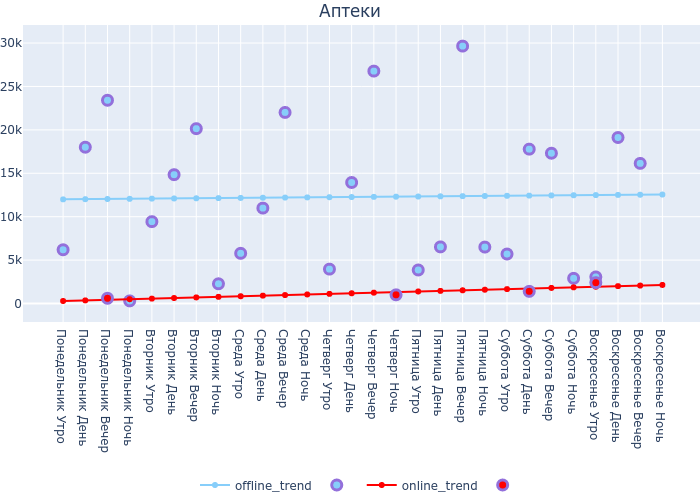 Аптеки
30k
25k
20k
15k
10k
5k
0
Понедельник Утро
Понедельник День
Понедельник Вечер
Понедельник Ночь
Вторник Утро
Вторник День
Вторник Вечер
Вторник Ночь
Среда Утро
Среда День
Среда Вечер
Среда Ночь
Четверг Утро
Четверг День
Четверг Вечер
Четверг Ночь
Пятница Утро
Пятница День
Пятница Вечер
Пятница Ночь
Суббота Утро
Суббота День
Суббота Вечер
Суббота Ночь
Воскресенье Утро
Воскресенье День
Воскресенье Вечер
Воскресенье Ночь
offline_trend online_trend